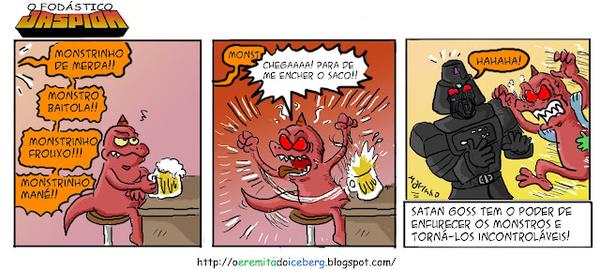 O FODÁSTICO
JASPION
MONSTRINHO
DE MERDA!!
MONSTRO
BAITOLA!!
MONSTRINHO
FROUXO!!!
MONSTRINHO
MANÉ!!
MONST
CHEGAAAA! PARA DE
ME ENCHER O SACO!!
HAHAHA!
MARINHO
SATAN GOSS TEM O PODER DE
ENFURECER OS MONSTROS E
TORNÁ-LOS INCONTROLÁVEIS!
http://oeremitadoiceberg.blogspot.com/